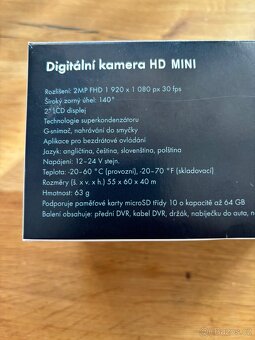 Digitální kamera HD MINI
Rozlišení: 2MP FHD 1 920 x 1 080 px 30 fps
Široký zorný úhel: 140°
2" LCD displej
Technologie superkondenzátoru
G-snímač, nahrávání do smyčky
Aplikace pro bezdrátové ovládání
Jazyk: angličtina, čeština, slovenština, polština
Napájení: 12–24 V stejn.
Teplota: -20–60 °C (provozní), -20–70 °F (skladovací)
Rozměry (š. x v. x h.) 55 x 60 x 40 m
Hmotnost: 63 g
Podporuje paměťové karty microSD třídy 10 o kapacitě až 64 GB
Balení obsahuje: přední DVR, kabel DVR, držák, nabíječku do auta, n